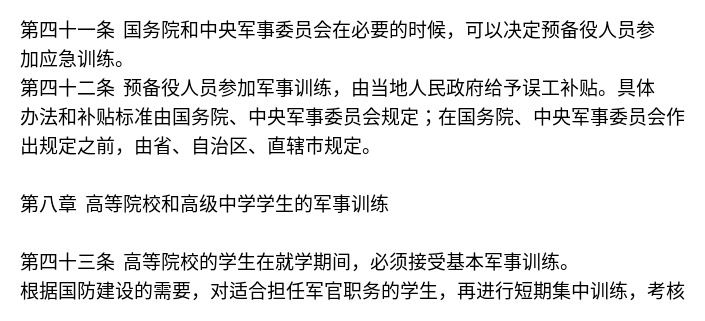 第四十一条 国务院和中央军事委员会在必要的时候，可以决定预备役人员参
加应急训练。
第四十二条 预备役人员参加军事训练，由当地人民政府给予误工补贴。具体
办法和补贴标准由国务院、中央军事委员会规定；在国务院、中央军事委员会作
出规定之前，由省、自治区、直辖市规定。
第八章 高等院校和高级中学学生的军事训练
第四十三条 高等院校的学生在就学期间，必须接受基本军事训练。
根据国防建设的需要，对适合担任军官职务的学生，再进行短期集中训练，考核